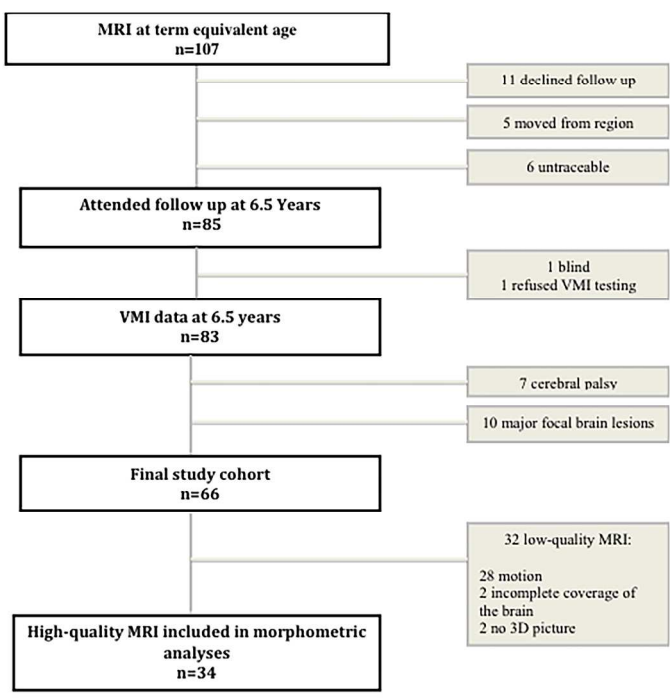 MRI at term equivalent age
n=107
11 declined follow up
5 moved from region
6 untraceable
Attended follow up at 6.5 Years
n=85
1 blind
1 refused VMI testing
VMI data at 6.5 years
n=83
7 cerebral palsy
10 major focal brain lesions
Final study cohort
n=66
32 low-quality MRI:
28 motion
2 incomplete coverage of
the brain
2 no 3D picture
High-quality MRI included in morphometric
analyses
n=34